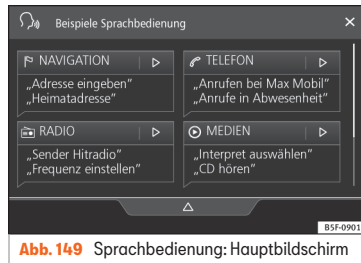 Beispiele Sprachbedienung
NAVIGATION
„Adresse eingeben”
„Heimatadresse”
TELEFON
„Anrufen bei Max Mobil”
„Anrufe in Abwesenheit”
RADIO
„Sender Hitradio”
„Frequenz einstellen”
MEDIEN
„Interpret auswählen”
„CD hören”
B5F-0901
Abb. 149 Sprachbedienung: Hauptbildschirm